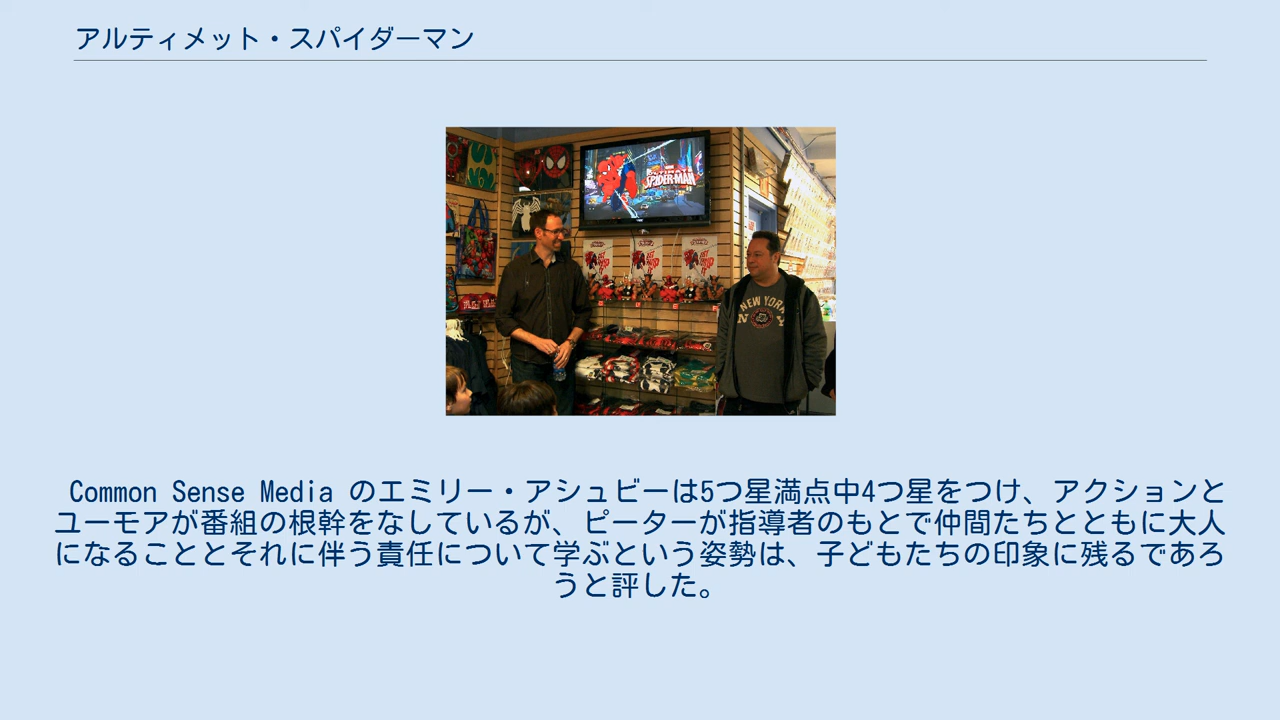 アルティメット・スパイダーマン
ULTIMATE
SPIDER-MAN
NEW YORK
Common Sense Media のエミリー・アシュビーは5つ星満点中4つ星をつけ、アクションと
ユーモアが番組の根幹をなしているが、ピーターが指導者のもとで仲間たちとともに大人
になることとそれに伴う責任について学ぶという姿勢は、子どもたちの印象に残るであろ
うと評した。